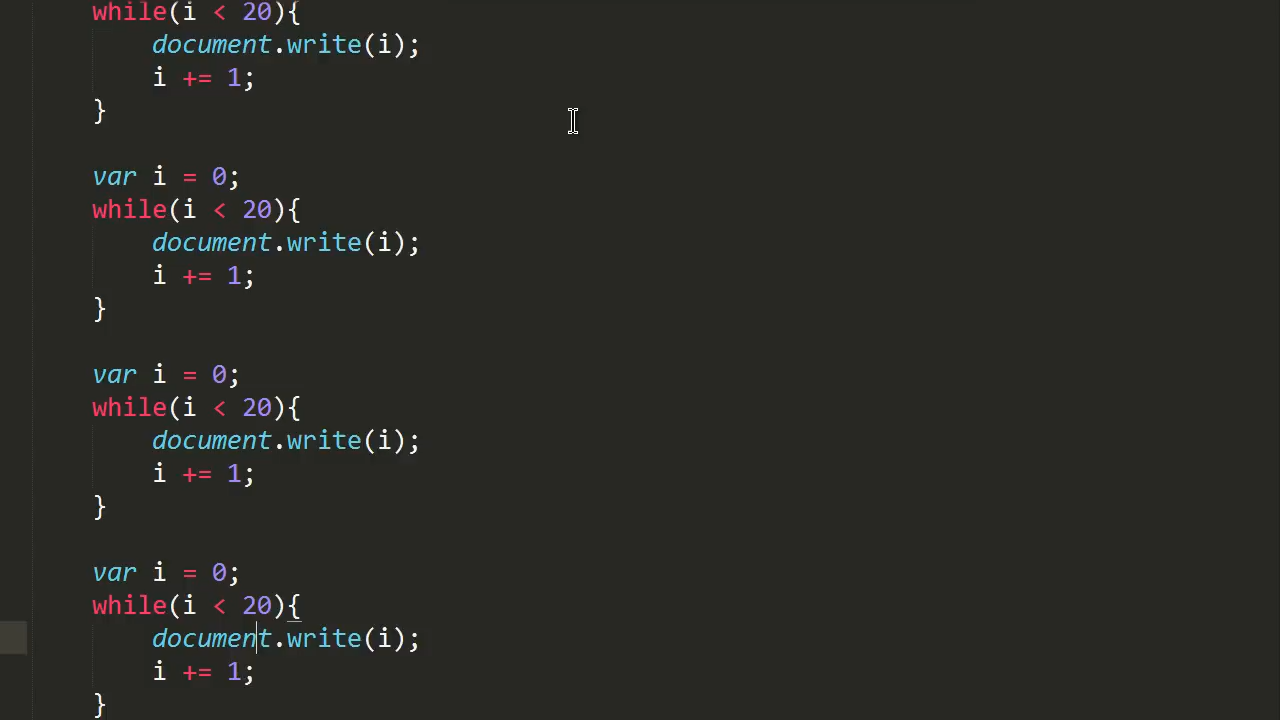 while(i < 20){
document.write(i);
i += 1;
}
var i = 0;
while(i < 20){
document.write(i);
i += 1;
}
var i = 0;
while(i < 20){
document.write(i);
i += 1;
}
var i = 0;
while(i < 20){
document.write(i);
i += 1;
}